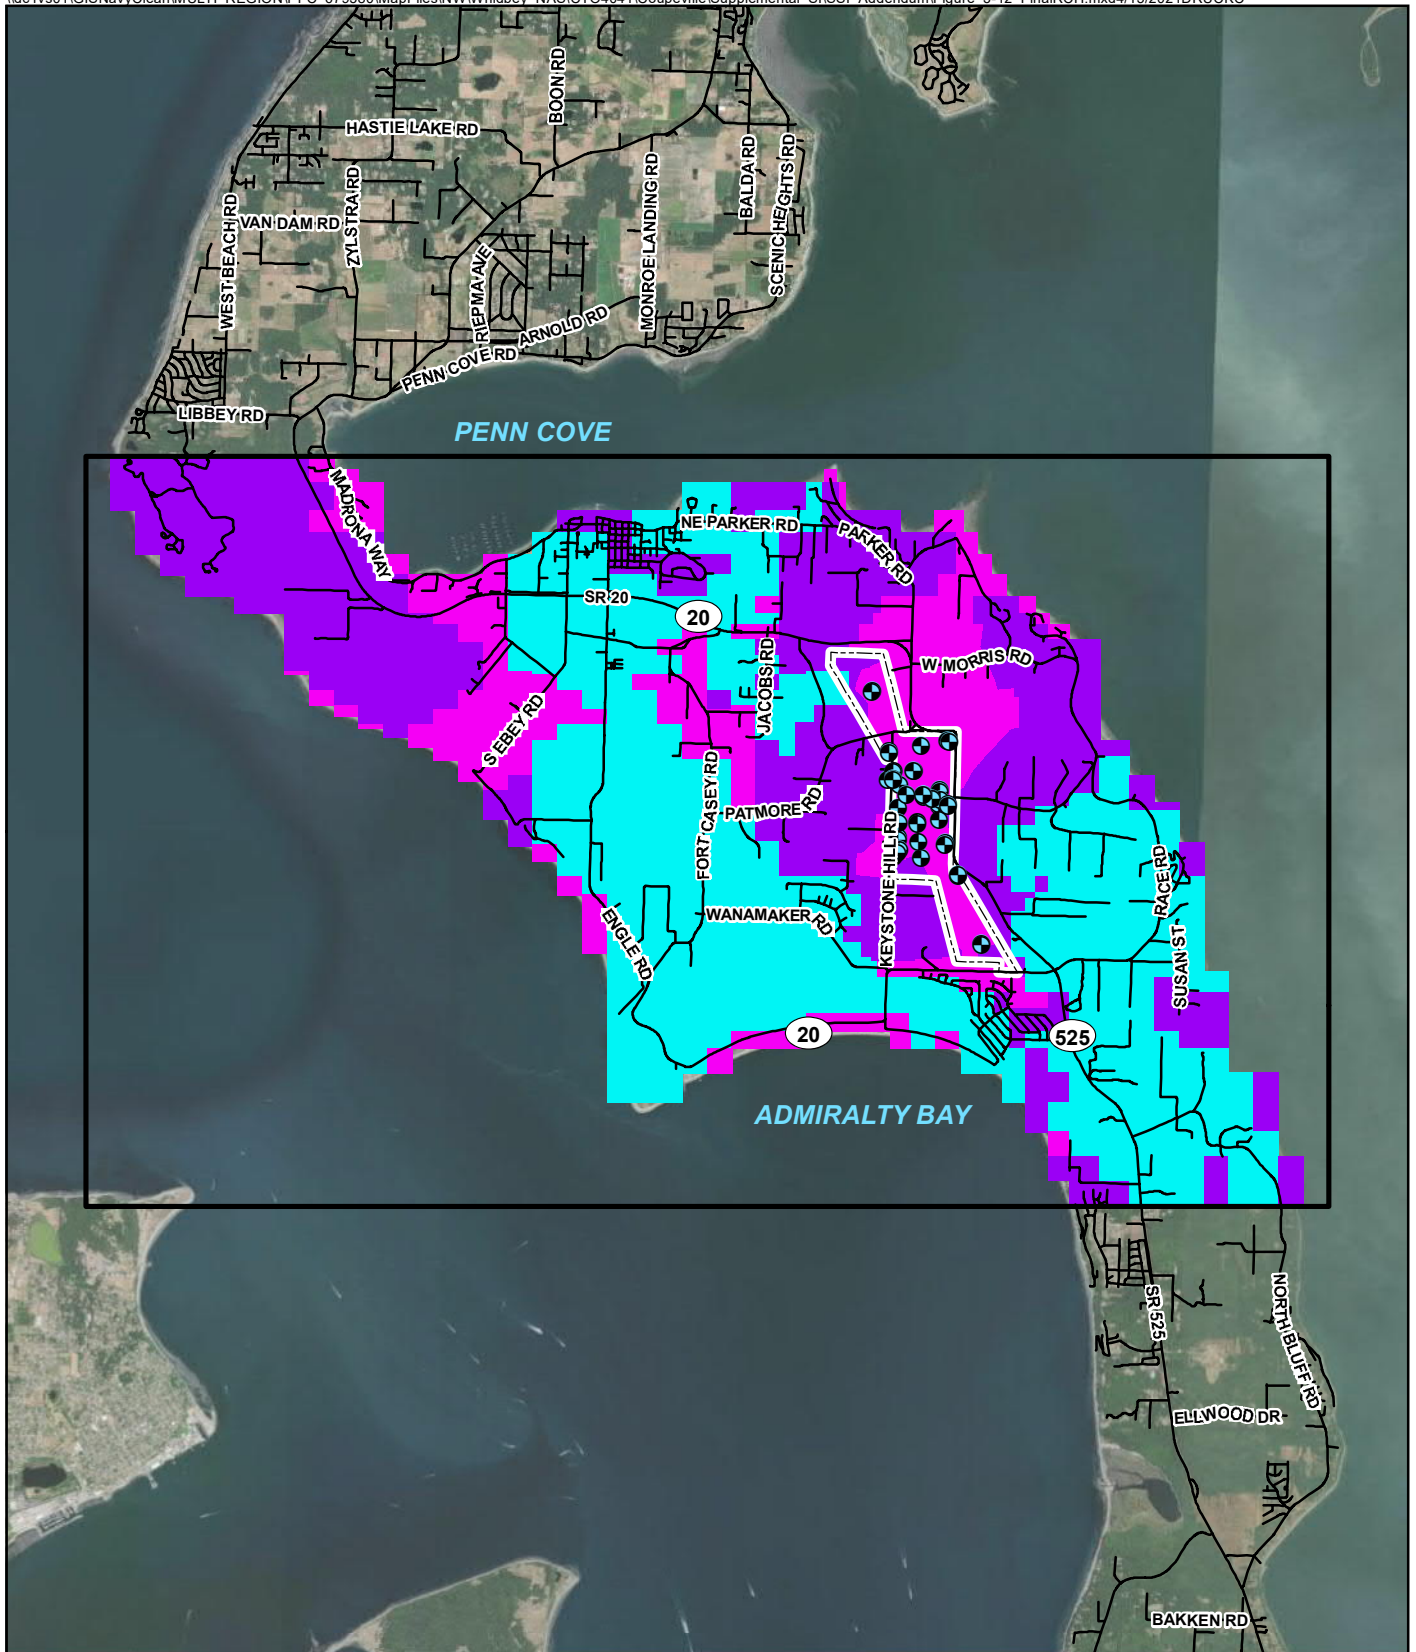 BOON RD
HASTIE LAKE RD
BALDA RD
SCENIC HEIGHTS RD
MONROE LANDING RD
ZYLSTRA RD
WEST BEACH RD
VAN DAM RD
RIEPMA AVE
ARNOLD RD
PENN COVE RD
LIBBEY RD
PENN COVE
MADRONA WAY
NE PARKER RD
PARKER RD
SR 20
20
JACOBS RD
W MORRIS RD
S EBEY RD
FORT CASEY RD
PATMORE RD
KEYSTONE HILL RD
RACE RD
WANAMAKER RD
ENGLE RD
SUSAN ST
20
525
ADMIRALTY BAY
SR 525
NORTH BLUFF RD
ELLWOOD DR
BAKKEN RD